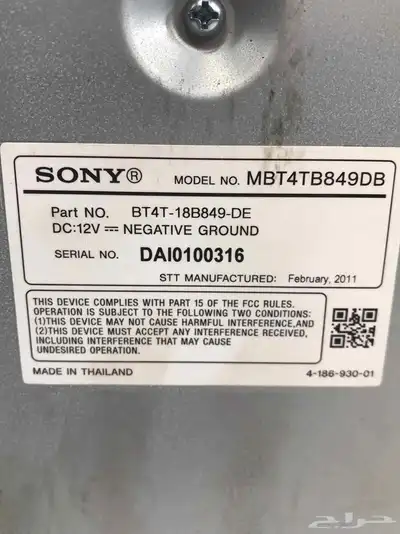 SONY® MODEL NO. MBT4TB849DB
Part NO. BT4T-18B849-DE
DC:12V ⎓ NEGATIVE GROUND
SERIAL NO. DAI0100316
STT MANUFACTURED: February, 2011
THIS DEVICE COMPLIES WITH PART 15 OF THE FCC RULES.
OPERATION IS SUBJECT TO THE FOLLOWING TWO CONDITIONS:
(1)THIS DEVICE MAY NOT CAUSE HARMFUL INTERFERENCE,AND
(2)THIS DEVICE MUST ACCEPT ANY INTERFERENCE RECEIVED,
INCLUDING INTERFERENCE THAT MAY CAUSE
UNDESIRED OPERATION.
MADE IN THAILAND 4-186-930-01
حراج